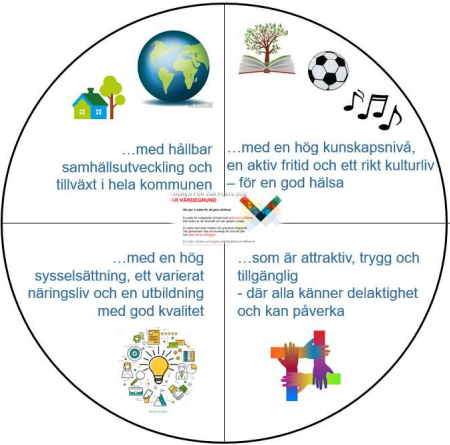 …med hållbar
samhällsutveckling och
tillväxt i hela kommunen
…med en hög kunskapsnivå,
en aktiv fritid och ett rikt kulturliv
– för en god hälsa
VÄRDEGRUND
…med en hög
sysselsättning, ett varierat
näringsliv och en utbildning
med god kvalitet
…som är attraktiv, trygg och
tillgänglig
- där alla känner delaktighet
och kan påverka